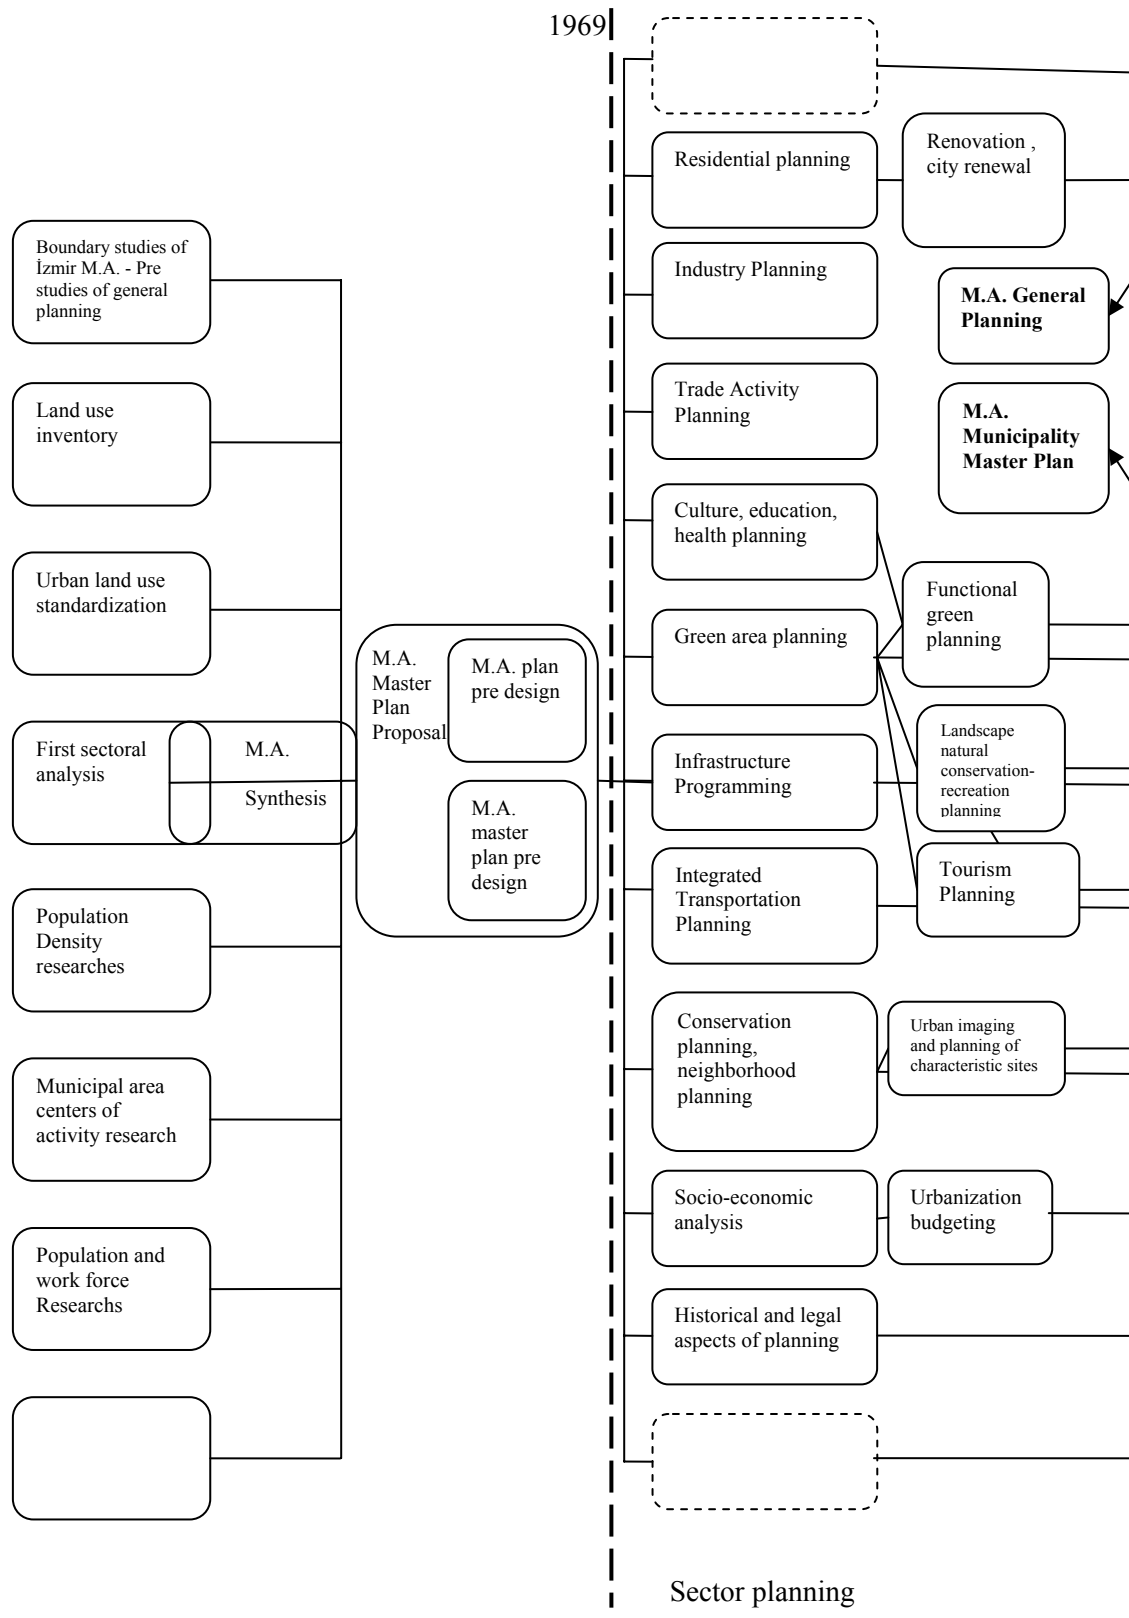 1969
Boundary studies of
İzmir M.A. - Pre
studies of general
planning
Land use
inventory
Urban land use
standardization
First sectoral
analysis
M.A.
Synthesis
Population
Density
researches
Municipal area
centers of
activity research
Population and
work force
Researchs
M.A.
Master
Plan
Proposal
M.A. plan
pre design
M.A.
master
plan pre
design
Residential planning
Industry Planning
Trade Activity
Planning
Culture, education,
health planning
Green area planning
Infrastructure
Programming
Integrated
Transportation
Planning
Conservation
planning,
neighborhood
planning
Socio-economic
analysis
Historical and legal
aspects of planning
Renovation ,
city renewal
M.A. General
Planning
M.A.
Municipality
Master Plan
Functional
green
planning
Landscape
natural
conservation-
recreation
planning
Tourism
Planning
Urban imaging
and planning of
characteristic sites
Urbanization
budgeting
Sector planning